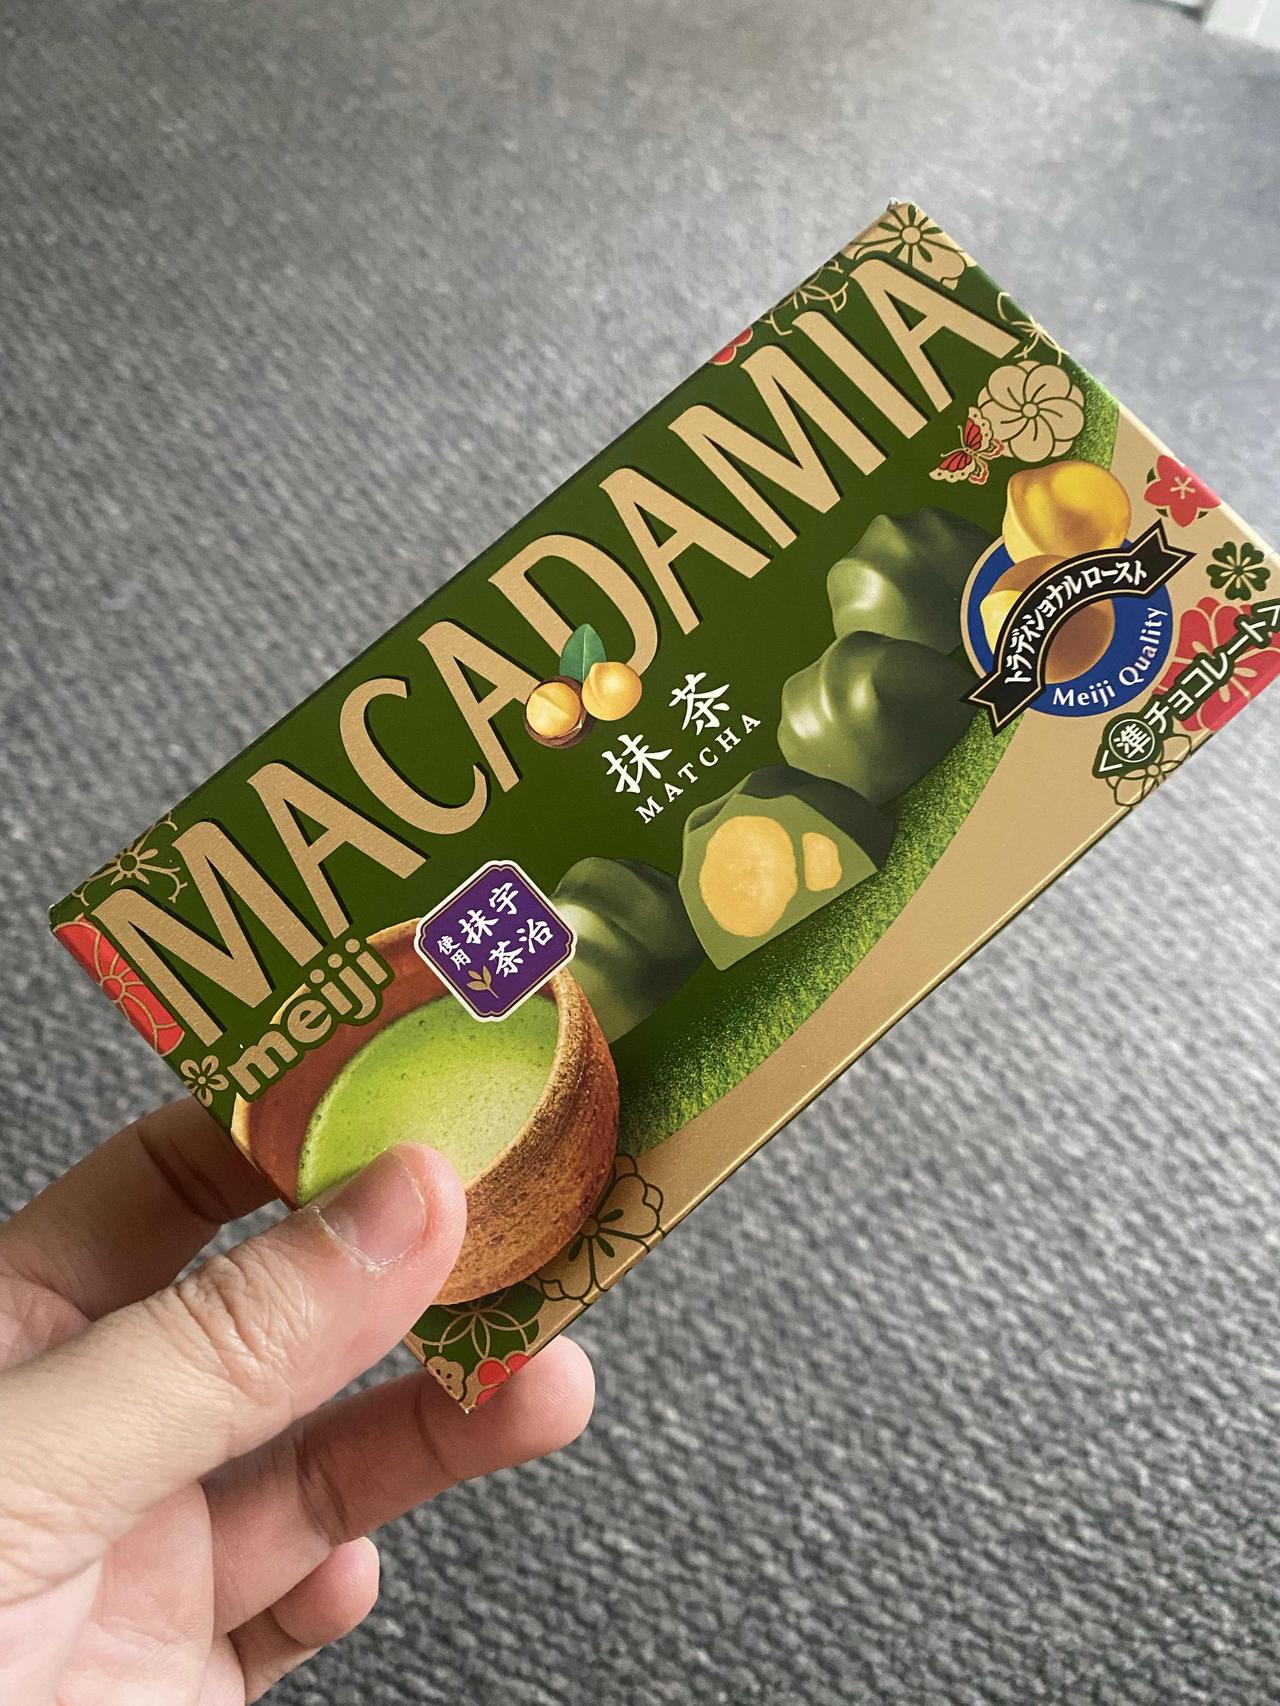 MACADAMIA
抹茶
MATCHA
meiji
宇治
抹茶
使用
トラディショナルロースト
Meiji Quality
<準チョコレート>